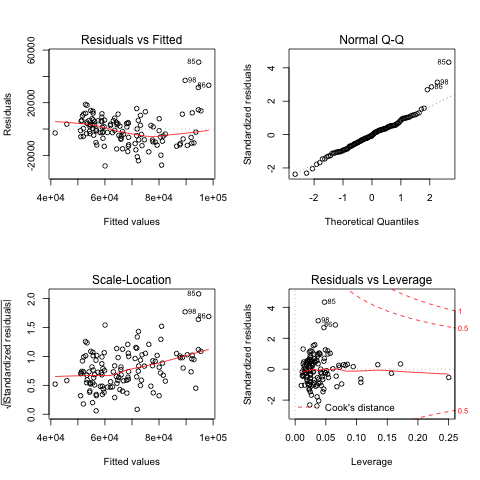 Residuals vs Fitted
Residuals
-20000 20000 60000
85
98
86
4e+04 6e+04 8e+04 1e+05
Fitted values
Normal Q-Q
Standardized residuals
-2 0 2 4
85
98
86
-2 -1 0 1 2
Theoretical Quantiles
Scale-Location
√|Standardized residuals|
0.0 0.5 1.0 1.5 2.0
85
98
86
4e+04 6e+04 8e+04 1e+05
Fitted values
Residuals vs Leverage
Standardized residuals
-2 0 2 4
85
98
86
1
0.5
0.5
Cook's distance
0.00 0.05 0.10 0.15 0.20 0.25
Leverage